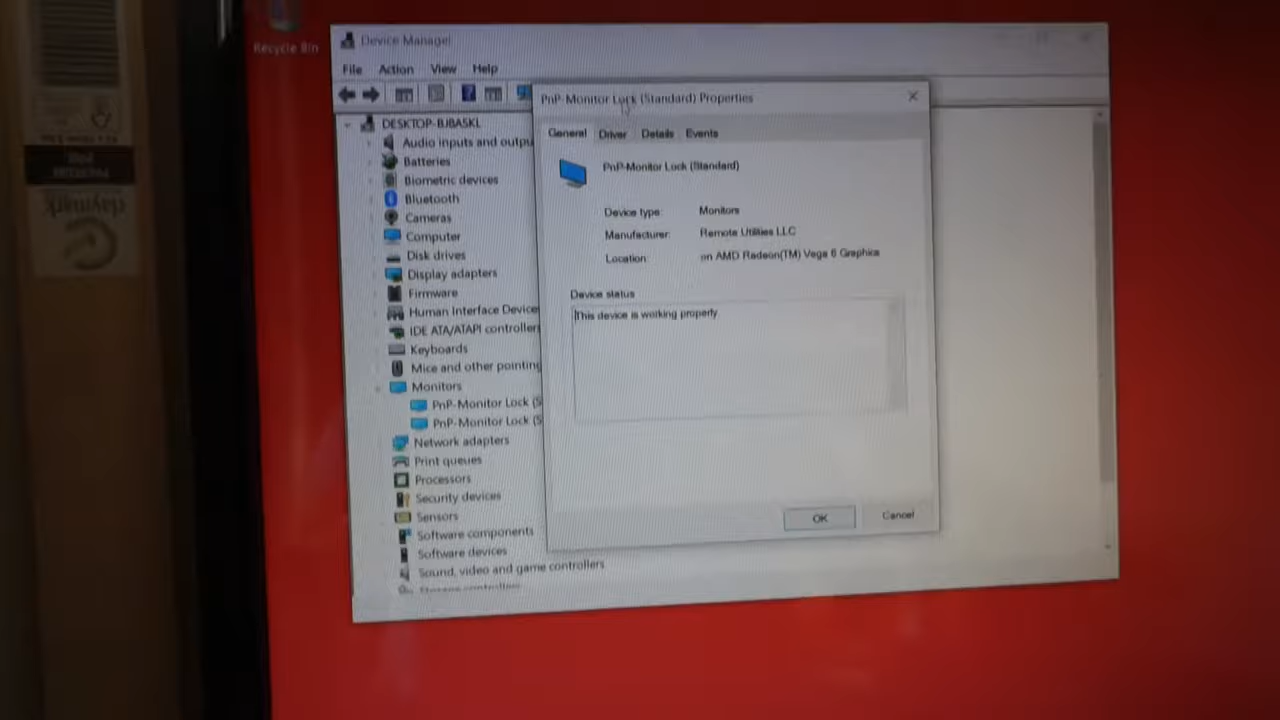 Recycle Bin
Device Manager
File Action View Help
DESKTOP-BJBA5KL
Audio inputs and outpu
Batteries
Biometric devices
Bluetooth
Cameras
Computer
Disk drives
Display adapters
Firmware
Human Interface Device
IDE ATA/ATAPI controller
Keyboards
Mice and other pointing
Monitors
PnP-Monitor Lock (S
PnP-Monitor Lock (S
Network adapters
Print queues
Processors
Security devices
Sensors
Software components
Software devices
Sound, video and game controllers
Storage controllers
PnP-Monitor Lock (Standard) Properties
General Driver Details Events
PnP-Monitor Lock (Standard)
Device type: Monitors
Manufacturer: Remote Utilities LLC
Location: on AMD Radeon(TM) Vega 6 Graphics
Device status
This device is working properly
OK Cancel
claymark